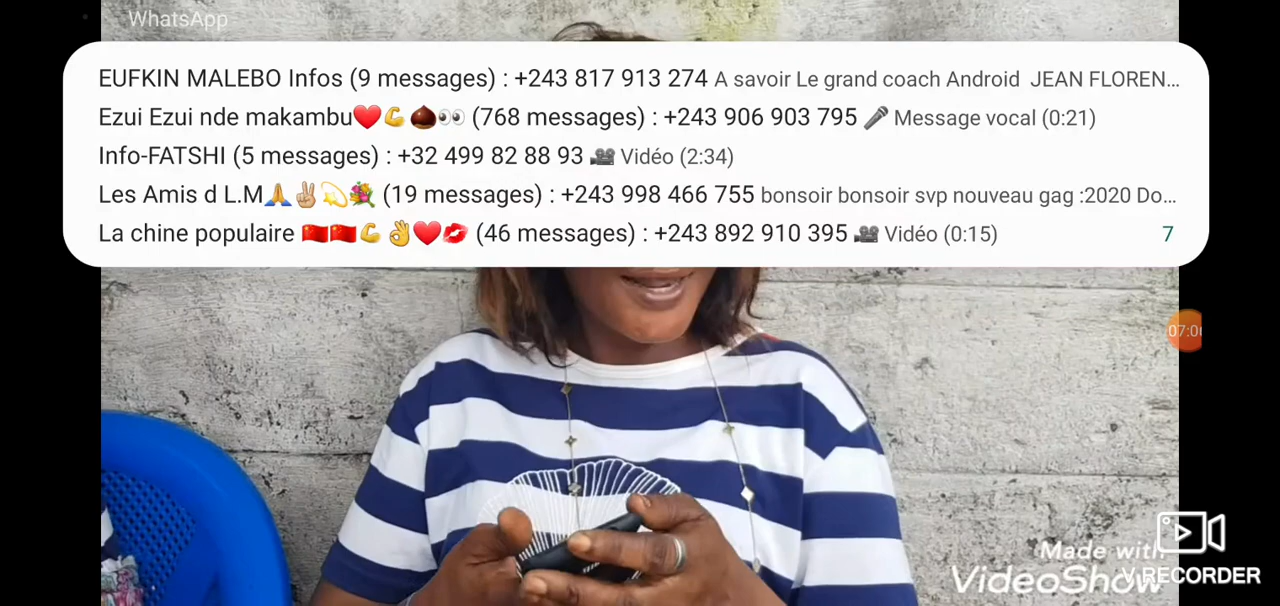 WhatsApp
EUFKIN MALEBO Infos (9 messages) : +243 817 913 274 A savoir Le grand coach Android JEAN FLOREN...
Ezui Ezui nde makambu❤️💪🌰👀 (768 messages) : +243 906 903 795 🎤 Message vocal (0:21)
Info-FATSHI (5 messages) : +32 499 82 88 93 🎥 Vidéo (2:34)
Les Amis d L.M🙏✌🏼💫💐 (19 messages) : +243 998 466 755 bonsoir bonsoir svp nouveau gag :2020 Do...
La chine populaire 🇨🇳🇨🇳💪👌❤️💋 (46 messages) : +243 892 910 395 🎥 Vidéo (0:15) 7
Made with
VideoShow
RECORDER